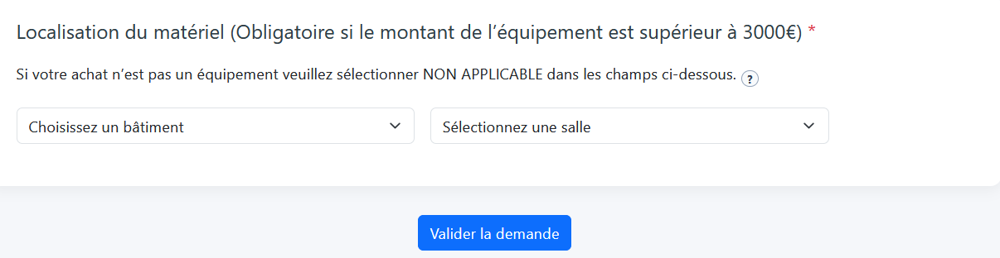 Localisation du matériel (Obligatoire si le montant de l’équipement est supérieur à 3000€) *
Si votre achat n’est pas un équipement veuillez sélectionner NON APPLICABLE dans les champs ci-dessous. ?
Choisissez un bâtiment
Sélectionnez une salle
Valider la demande